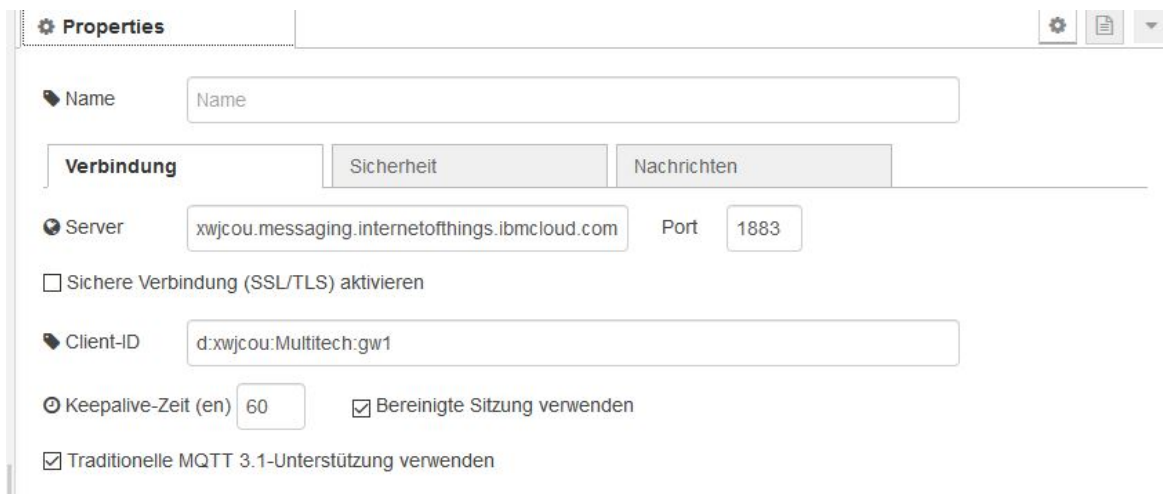 Properties
Name Name
Verbindung Sicherheit Nachrichten
Server xwjcou.messaging.internetofthings.ibmcloud.com Port 1883
Sichere Verbindung (SSL/TLS) aktivieren
Client-ID d:xwjcou:Multitech:gw1
Keepalive-Zeit (en) 60 Bereinigte Sitzung verwenden
Traditionelle MQTT 3.1-Unterstützung verwenden